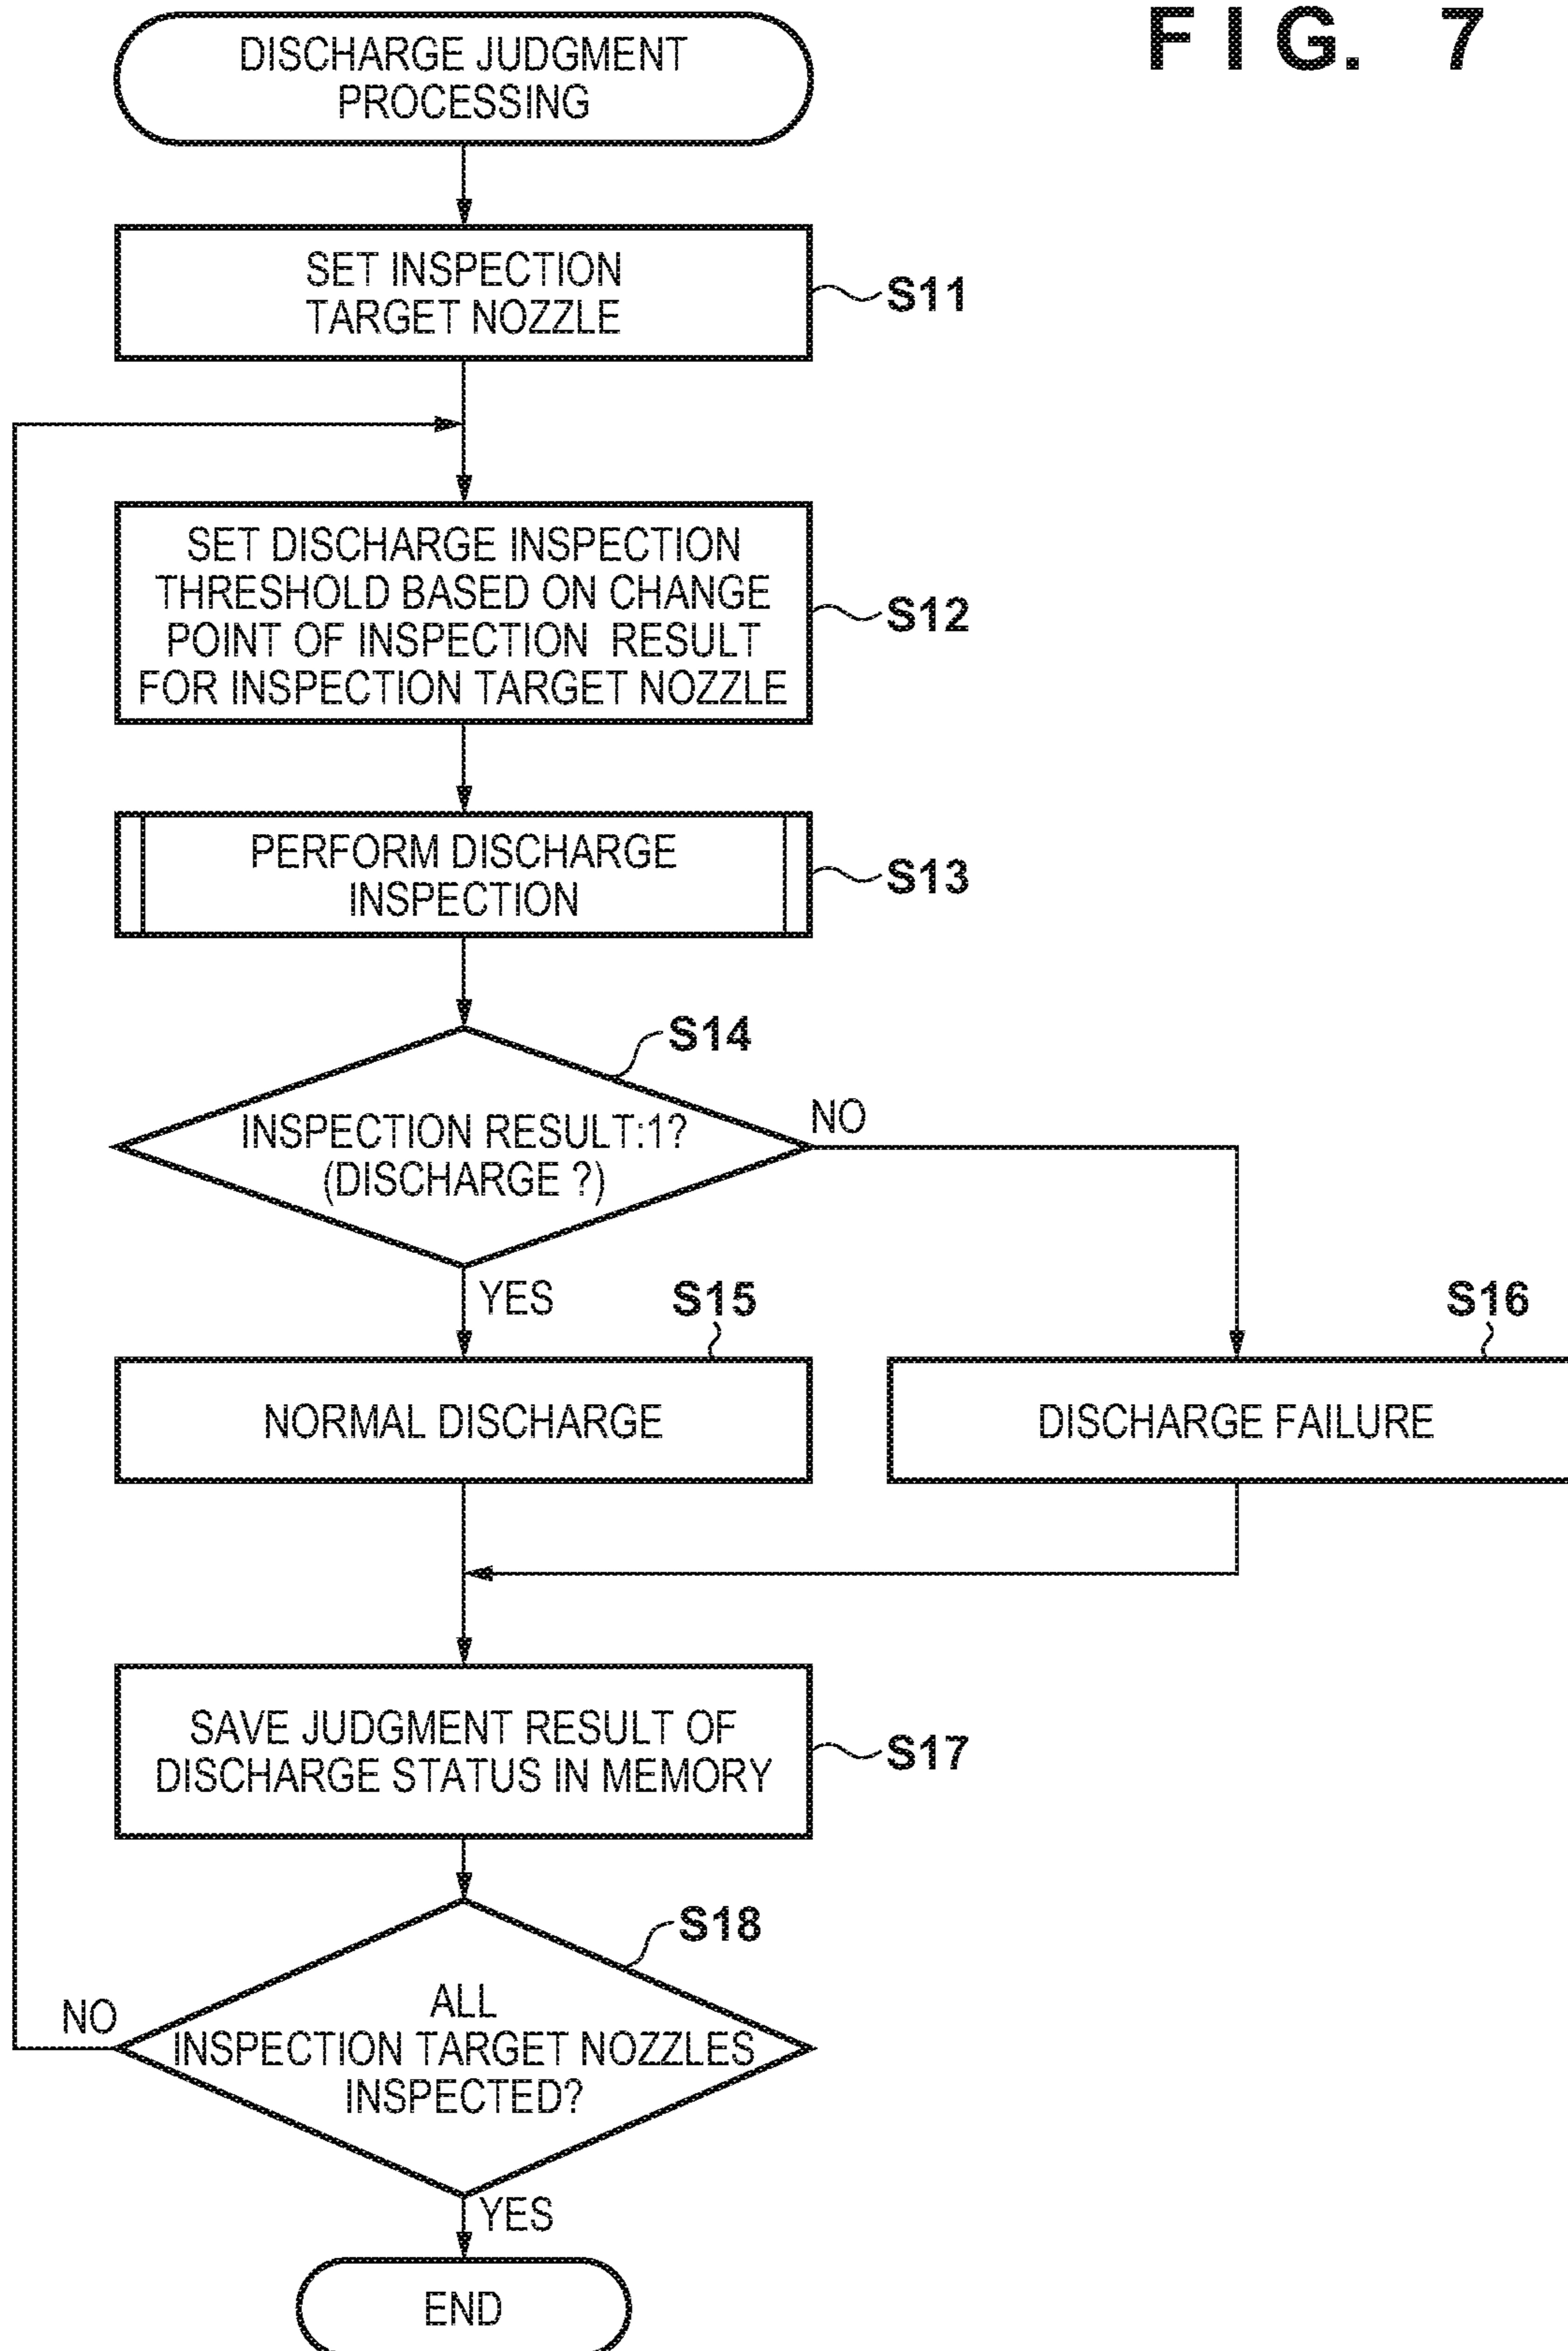 FIG. 7
DISCHARGE JUDGMENT
PROCESSING
SET INSPECTION
TARGET NOZZLE
S11
SET DISCHARGE INSPECTION
THRESHOLD BASED ON CHANGE
POINT OF INSPECTION RESULT
FOR INSPECTION TARGET NOZZLE
S12
PERFORM DISCHARGE
INSPECTION
S13
S14
INSPECTION RESULT:1?
(DISCHARGE ?)
NO
YES
S15
S16
NORMAL DISCHARGE
DISCHARGE FAILURE
SAVE JUDGMENT RESULT OF
DISCHARGE STATUS IN MEMORY
S17
S18
ALL
INSPECTION TARGET NOZZLES
INSPECTED?
NO
YES
END